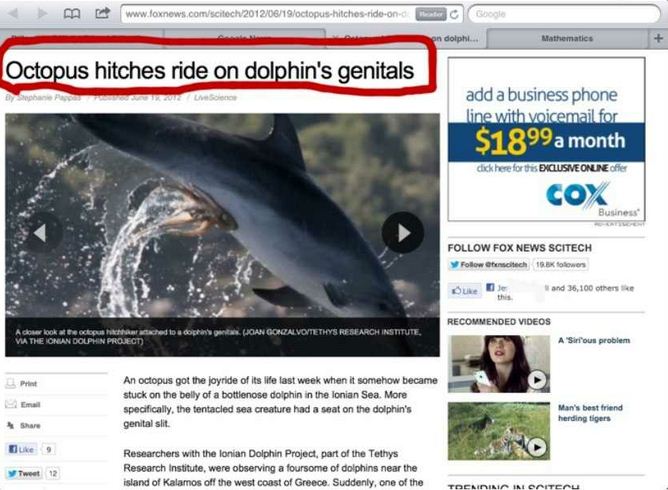 www.foxnews.com/scitech/2012/06/19/octopus-hitches-ride-on-d
Reader
Google
on dolphi...
Mathematics
Octopus hitches ride on dolphin's genitals
By Stephanie Pappas / Published June 19, 2012 / LiveScience
A closer look at the octopus hitchhiker attached to a dolphin's genitals. (JOAN GONZALVO/TETHYS RESEARCH INSTITUTE, VIA THE IONIAN DOLPHIN PROJECT)
Print
Email
Share
Like 9
Tweet 12
An octopus got the joyride of its life last week when it somehow became
stuck on the belly of a bottlenose dolphin in the Ionian Sea. More
specifically, the tentacled sea creature had a seat on the dolphin's
genital slit.
Researchers with the Ionian Dolphin Project, part of the Tethys
Research Institute, were observing a foursome of dolphins near the
island of Kalamos off the west coast of Greece. Suddenly, one of the
add a business phone
line with voicemail for
$18.99 a month
click here for this EXCLUSIVE ONLINE offer
COX
Business
ADVERTISEMENT
FOLLOW FOX NEWS SCITECH
Follow @fxnscitech 19.8K followers
Like Je ll and 36,100 others like
this.
RECOMMENDED VIDEOS
A 'Siri'ous problem
Man's best friend
herding tigers
TRENDING IN SCITECH